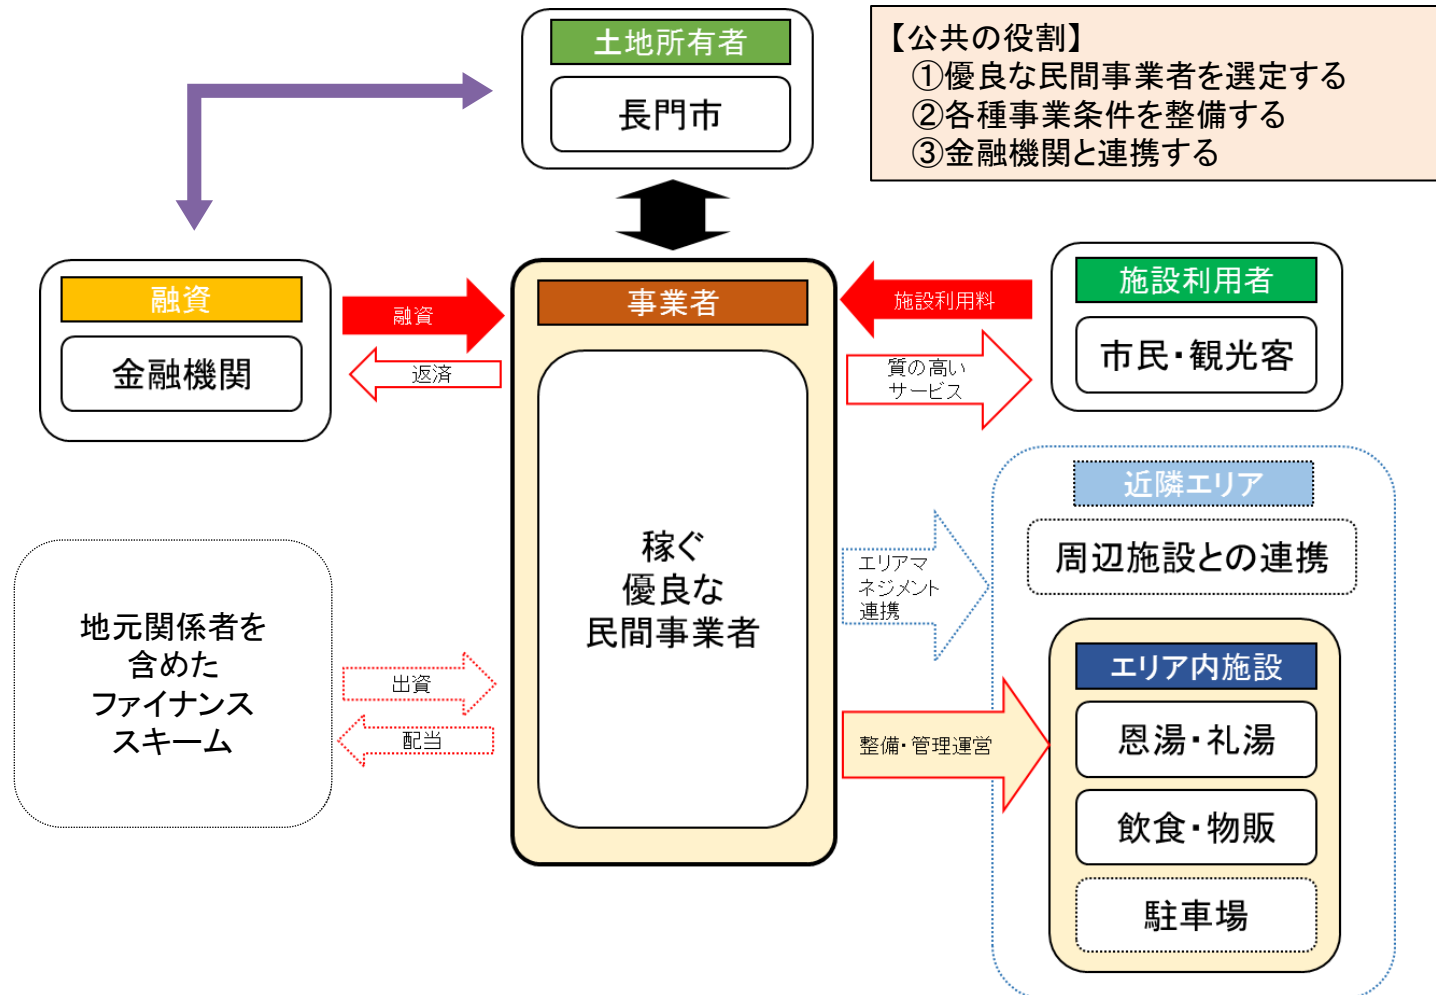 土地所有者
長門市
【公共の役割】
①優良な民間事業者を選定する
②各種事業条件を整備する
③金融機関と連携する
融資
金融機関
融資
返済
事業者
稼ぐ
優良な
民間事業者
施設利用料
質の高い
サービス
施設利用者
市民・観光客
地元関係者を
含めた
ファイナンス
スキーム
出資
配当
エリアマ
ネジメント
連携
整備・管理運営
近隣エリア
周辺施設との連携
エリア内施設
恩湯・礼湯
飲食・物販
駐車場